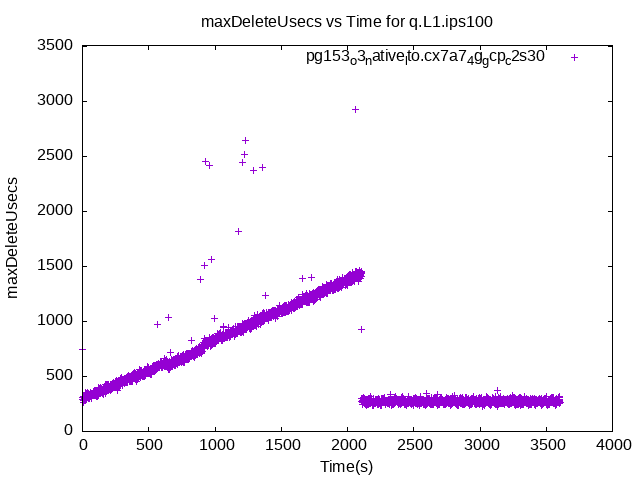 maxDeleteUsecs vs Time for q.L1.ips100
pg153_o3_native_lto.cx7a7_4g_gcp_c2s30
maxDeleteUsecs
3500
3000
2500
2000
1500
1000
500
0
0 500 1000 1500 2000 2500 3000 3500 4000
Time(s)